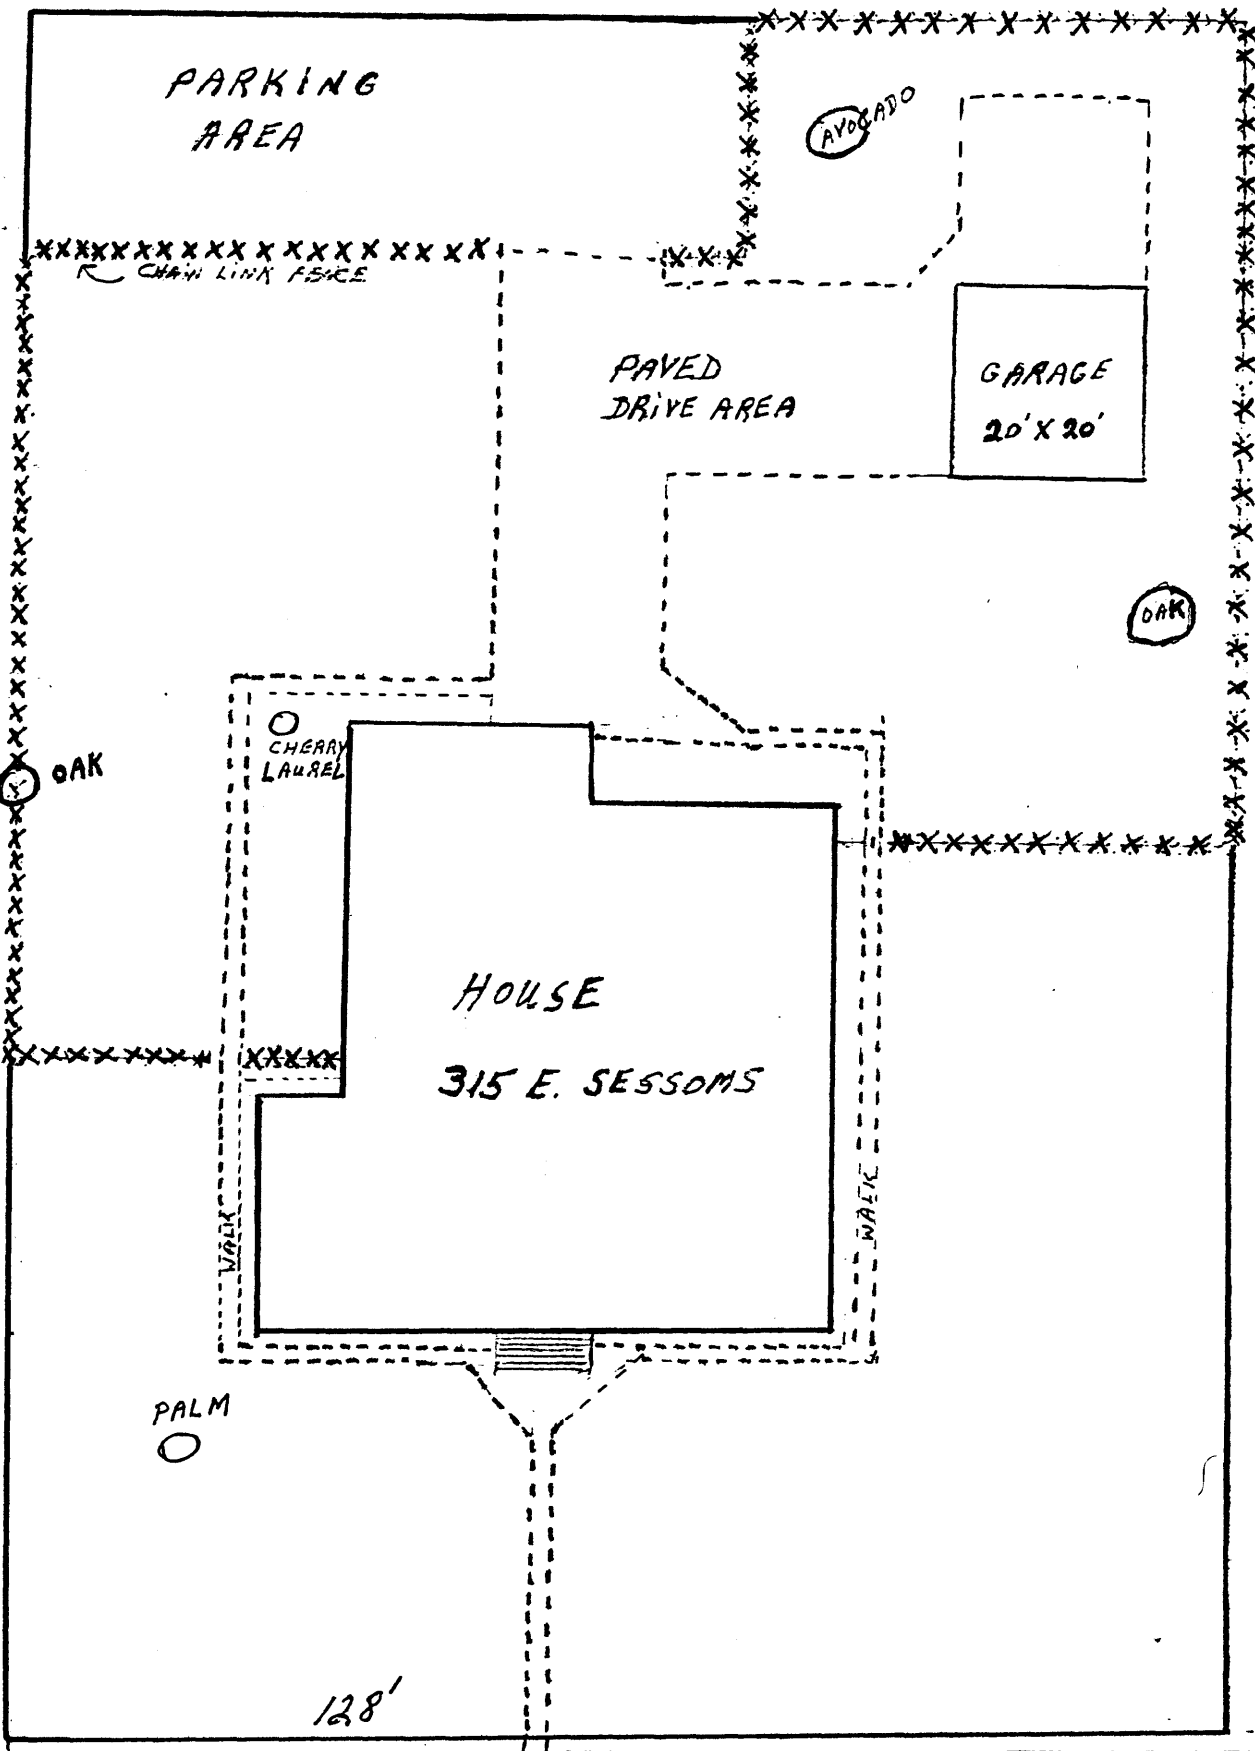 PARKING
AREA
AVOCADO
CHAIN LINK FENCE
PAVED
DRIVE AREA
GARAGE
20' X 20'
OAK
CHERRY
LAUREL
OAK
HOUSE
315 E. SESSOMS
WALK
WALK
PALM
128'